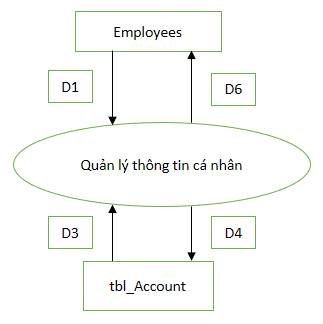 Employees
D1
D6
Quản lý thông tin cá nhân
D3
D4
tbl_Account